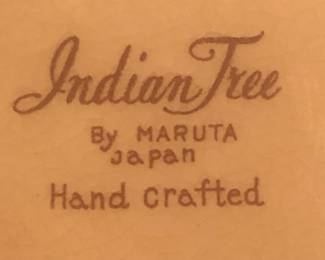 Indian Tree
By MARUTA
Japan
Hand crafted